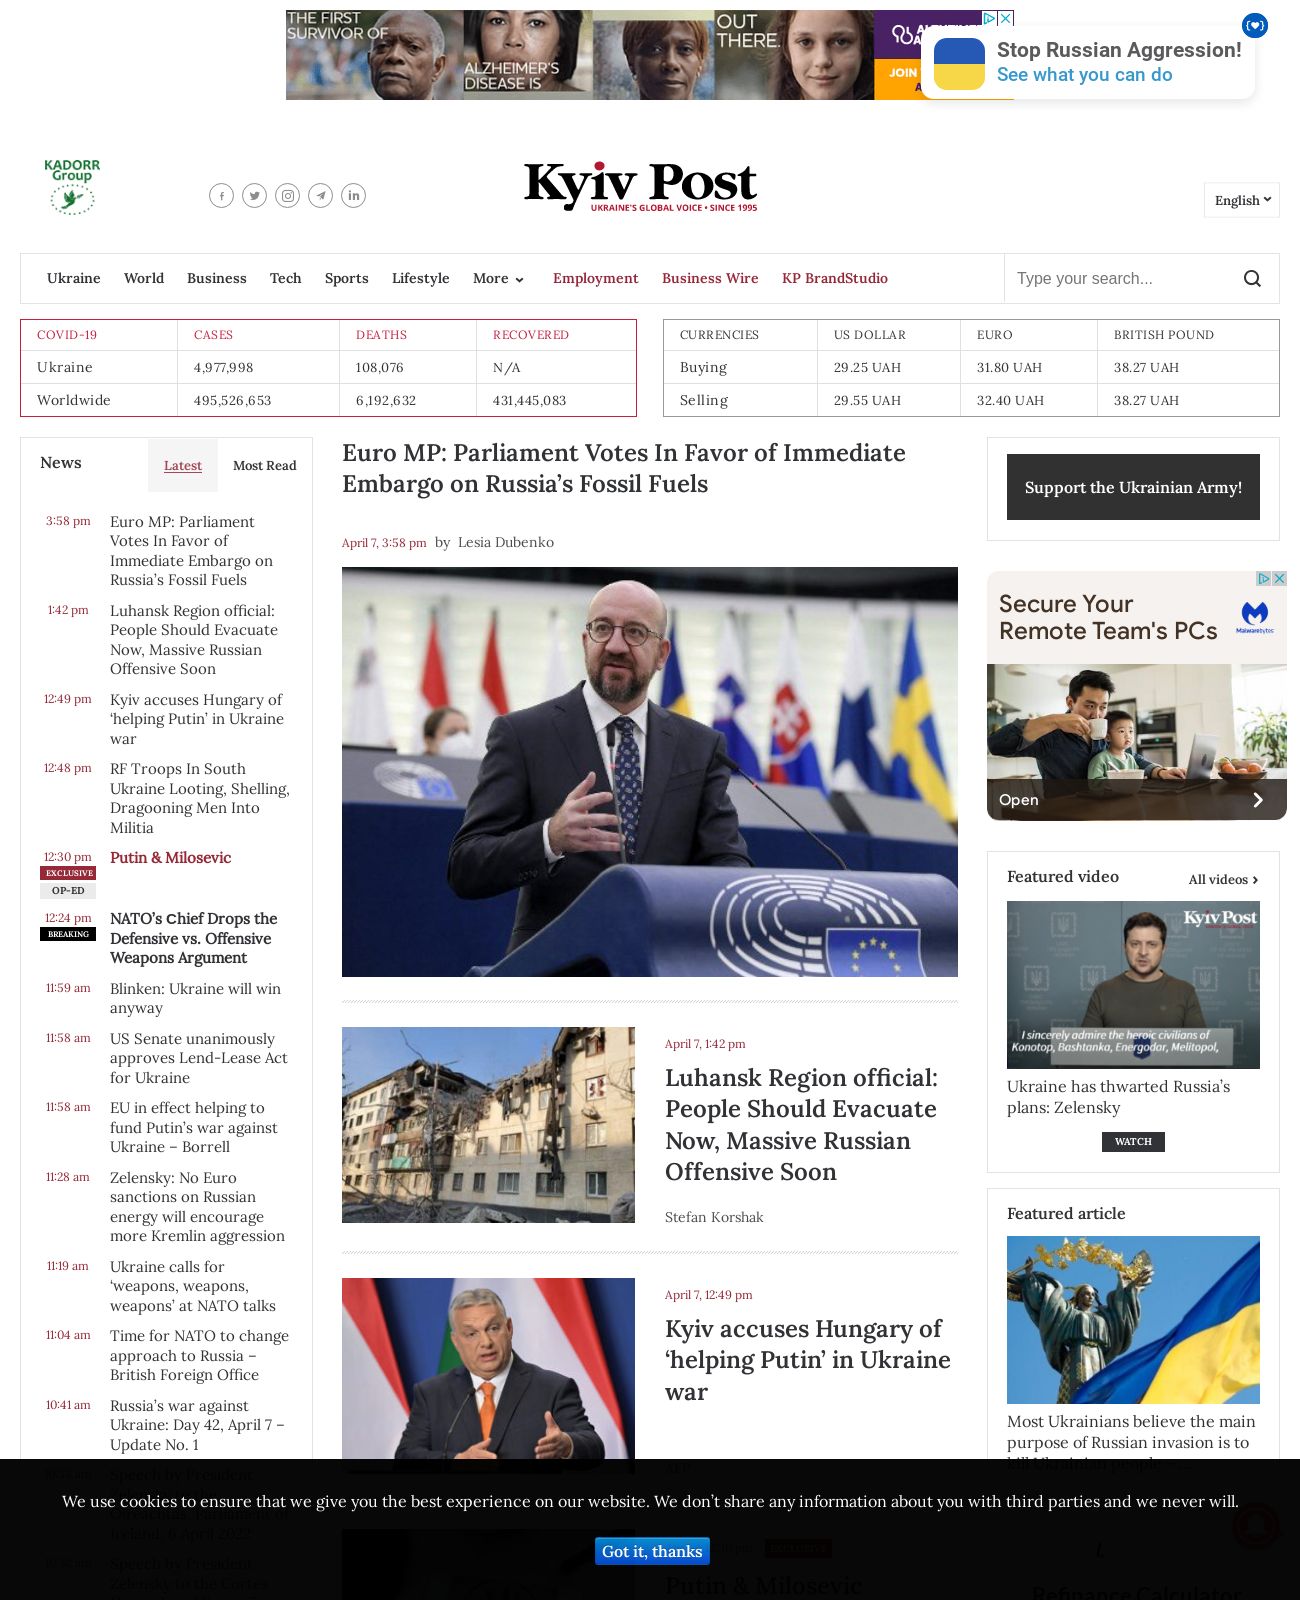 THE FIRST
SURVIVOR OF
ALZHEIMER'S
DISEASE IS
OUT
THERE.
JOIN
Stop Russian Aggression!
See what you can do
KADORR
Group
Kyiv Post
UKRAINE'S GLOBAL VOICE • SINCE 1995
English
Ukraine World Business Tech Sports Lifestyle More Employment Business Wire KP BrandStudio
Type your search...
COVID-19 CASES DEATHS RECOVERED
Ukraine 4,977,998 108,076 N/A
Worldwide 495,526,653 6,192,632 431,445,083
CURRENCIES US DOLLAR EURO BRITISH POUND
Buying 29.25 UAH 31.80 UAH 38.27 UAH
Selling 29.55 UAH 32.40 UAH 38.27 UAH
News Latest Most Read
3:58 pm Euro MP: Parliament
Votes In Favor of
Immediate Embargo on
Russia’s Fossil Fuels
1:42 pm Luhansk Region official:
People Should Evacuate
Now, Massive Russian
Offensive Soon
12:49 pm Kyiv accuses Hungary of
‘helping Putin’ in Ukraine
war
12:48 pm RF Troops In South
Ukraine Looting, Shelling,
Dragooning Men Into
Militia
12:30 pm Putin & Milosevic
EXCLUSIVE
OP-ED
12:24 pm NATO’s Chief Drops the
BREAKING Defensive vs. Offensive
Weapons Argument
11:59 am Blinken: Ukraine will win
anyway
11:58 am US Senate unanimously
approves Lend-Lease Act
for Ukraine
11:58 am EU in effect helping to
fund Putin’s war against
Ukraine – Borrell
11:28 am Zelensky: No Euro
sanctions on Russian
energy will encourage
more Kremlin aggression
11:19 am Ukraine calls for
‘weapons, weapons,
weapons’ at NATO talks
11:04 am Time for NATO to change
approach to Russia –
British Foreign Office
10:41 am Russia’s war against
Ukraine: Day 42, April 7 –
Update No. 1
Speech by President
Speech by President
Zelensky to the Cortes
Euro MP: Parliament Votes In Favor of Immediate
Embargo on Russia’s Fossil Fuels
April 7, 3:58 pm by Lesia Dubenko
April 7, 1:42 pm
Luhansk Region official:
People Should Evacuate
Now, Massive Russian
Offensive Soon
Stefan Korshak
April 7, 12:49 pm
Kyiv accuses Hungary of
‘helping Putin’ in Ukraine
war
EXCLUSIVE
Putin & Milosevic
Support the Ukrainian Army!
Secure Your
Remote Team's PCs
Malwarebytes
Open
Featured video All videos
Kyiv Post
I sincerely admire the heroic civilians of
Konotop, Bashtanka, Energodar, Melitopol,
Ukraine has thwarted Russia’s
plans: Zelensky
WATCH
Featured article
Most Ukrainians believe the main
purpose of Russian invasion is to
kill Ukrainian people
Refinance Calculator
We use cookies to ensure that we give you the best experience on our website. We don’t share any information about you with third parties and we never will.
Got it, thanks